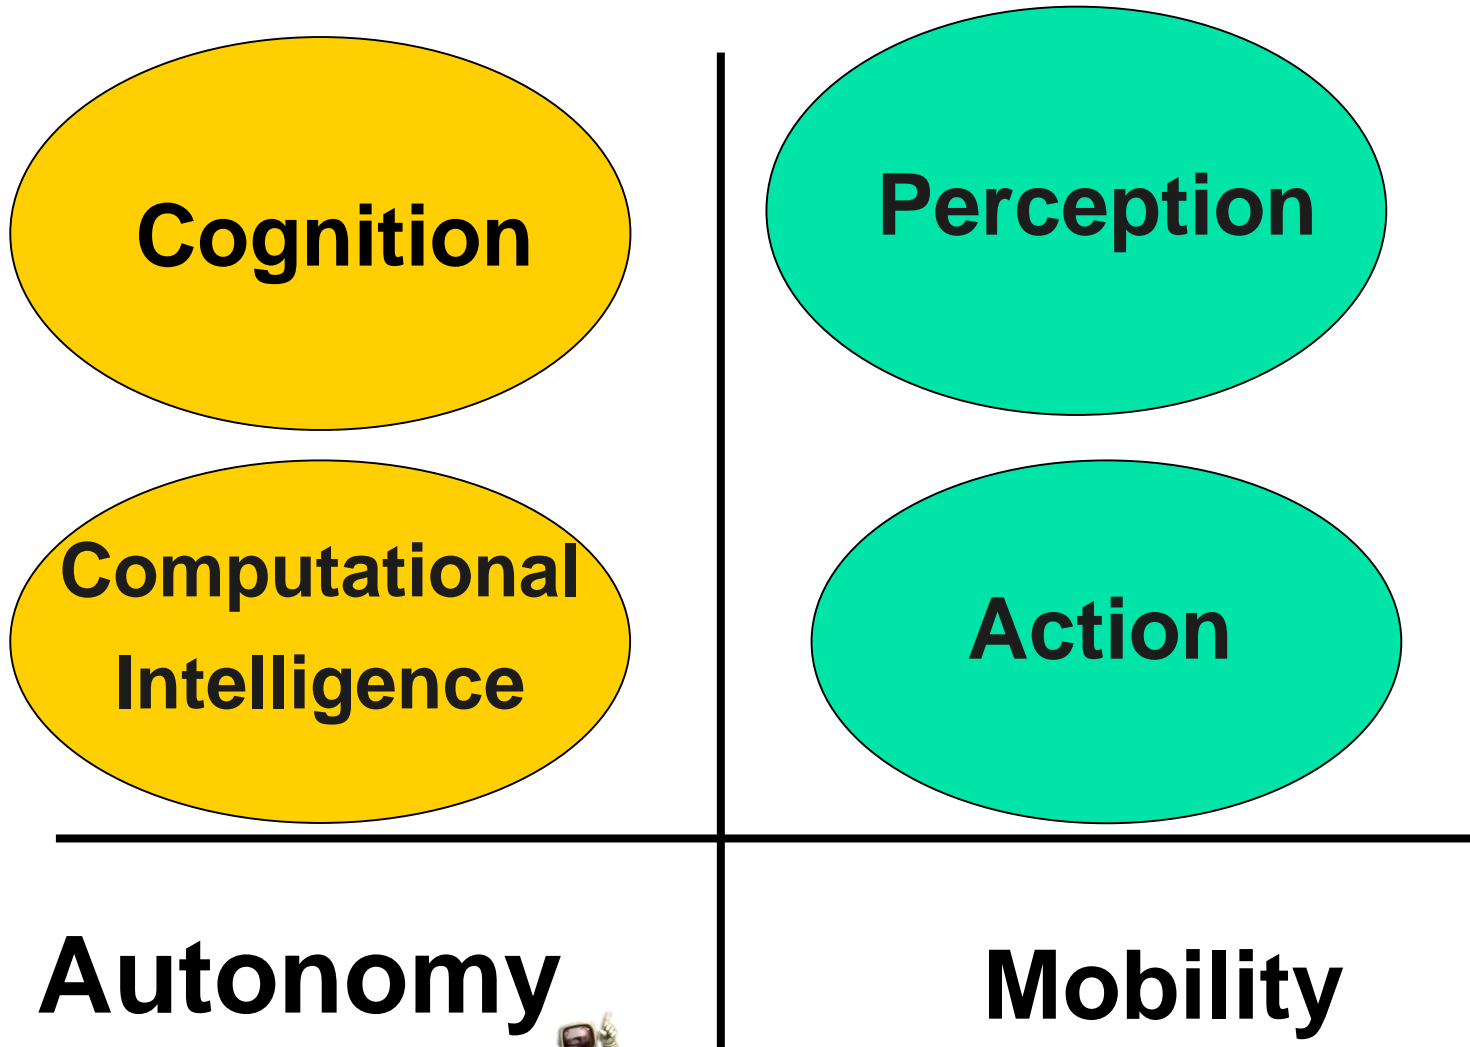 Cognition
Perception
Computational
Intelligence
Action
Autonomy
Mobility